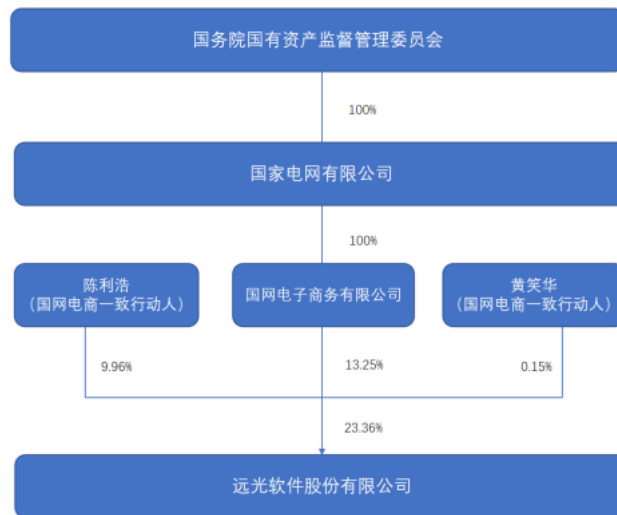 国务院国有资产监督管理委员会
100%
国家电网有限公司
100%
陈利浩
（国网电商一致行动人）
国网电子商务有限公司
黄笑华
（国网电商一致行动人）
9.96%
13.25%
0.15%
23.36%
远光软件股份有限公司